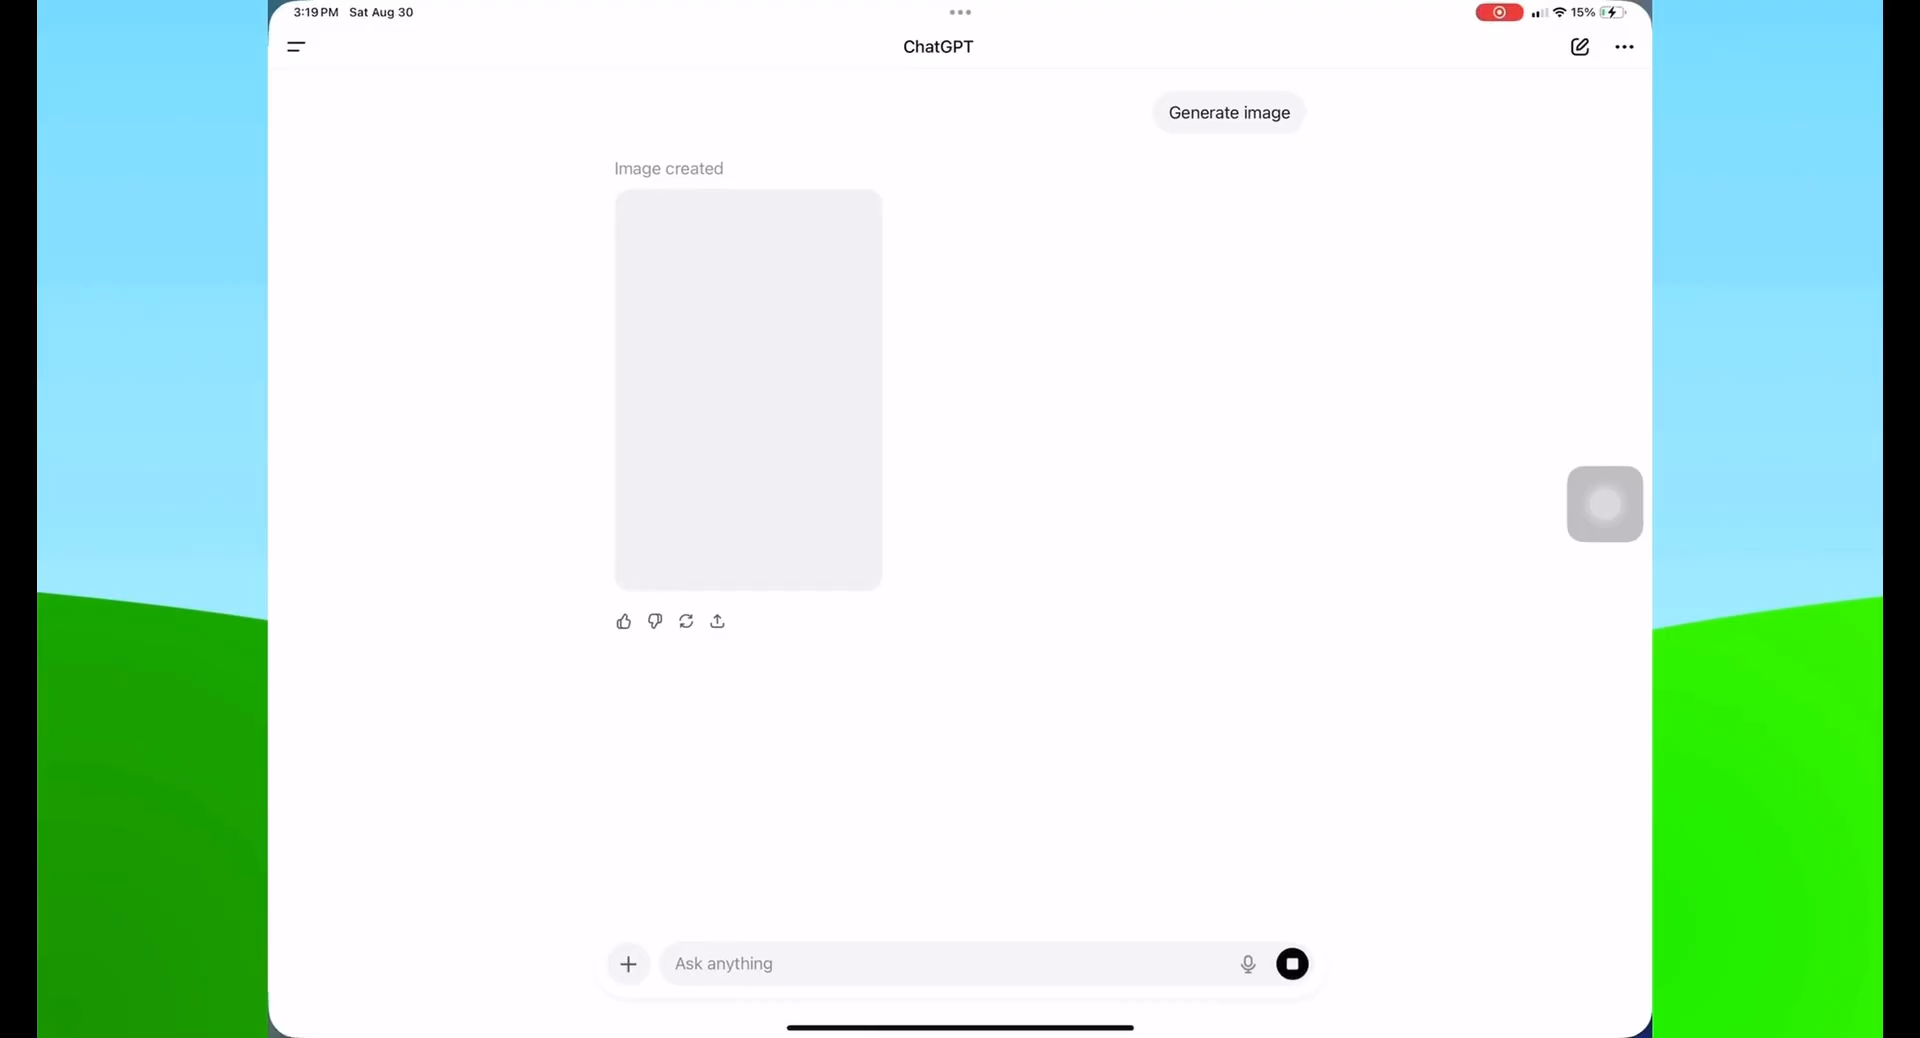 3:19 PM Sat Aug 30
15%
ChatGPT
Generate image
Image created
Ask anything